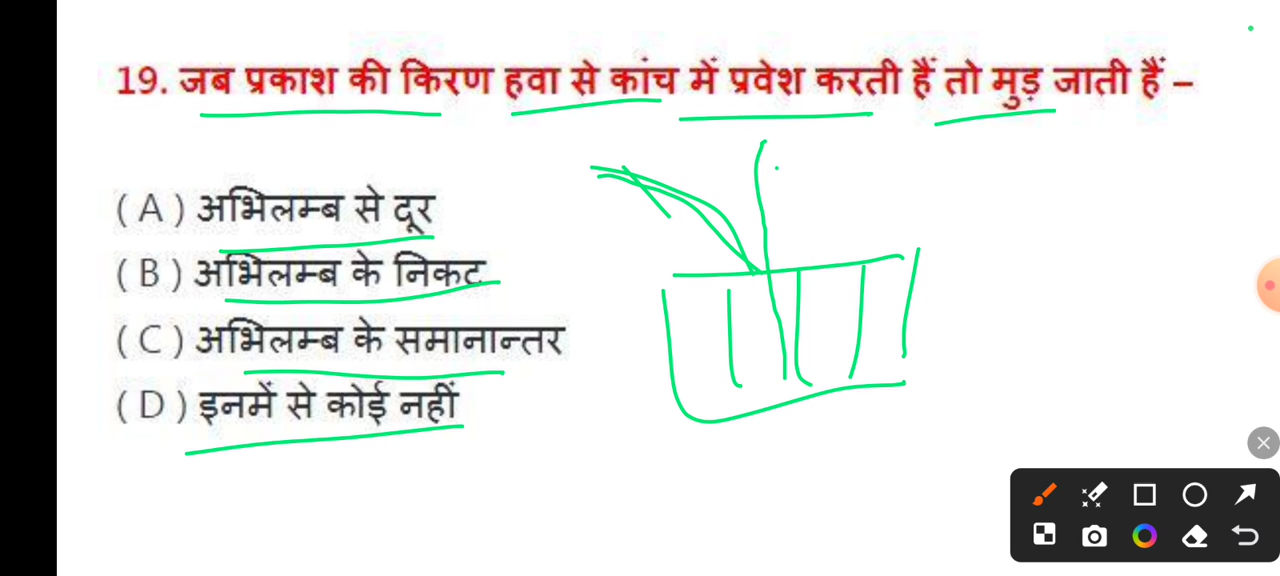 19. जब प्रकाश की किरण हवा से कांच में प्रवेश करती हैं तो मुड़ जाती हैं –
( A ) अभिलम्ब से दूर
( B ) अभिलम्ब के निकट
( C ) अभिलम्ब के समानान्तर
( D ) इनमें से कोई नहीं